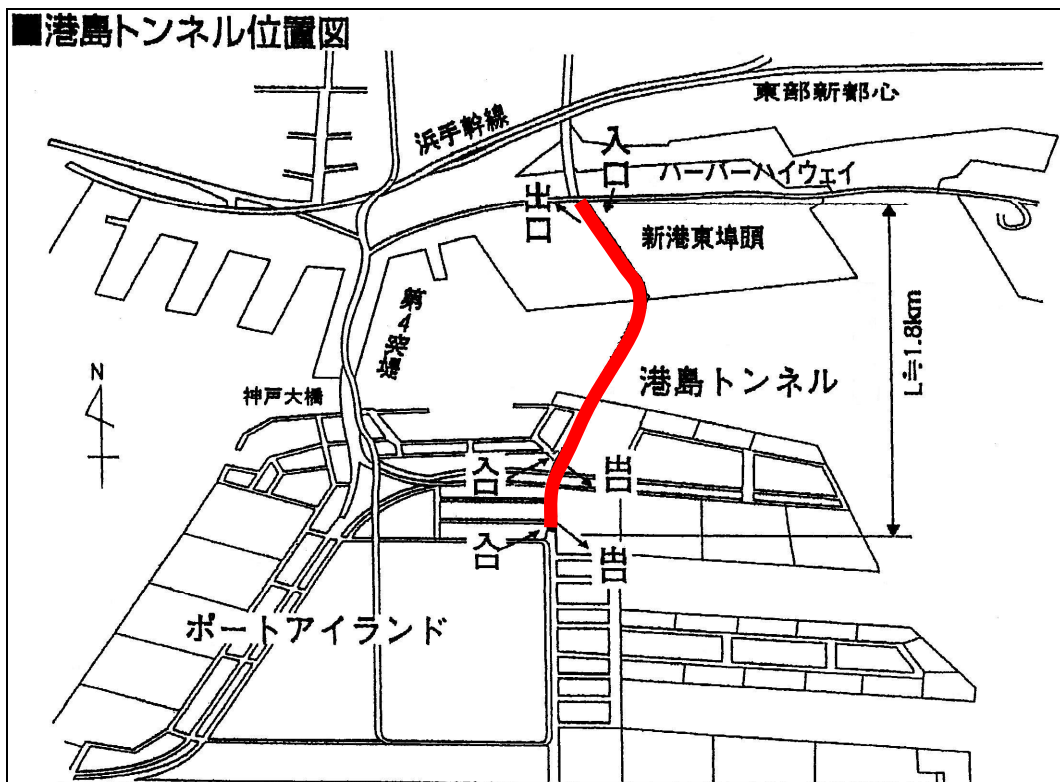 ■港島トンネル位置図
東部新都心
浜手幹線
入口
ハーバーハイウェイ
出口
新港東埠頭
第4突堤
L≒1.8km
N
港島トンネル
神戸大橋
入口
出口
入口
出口
ポートアイランド